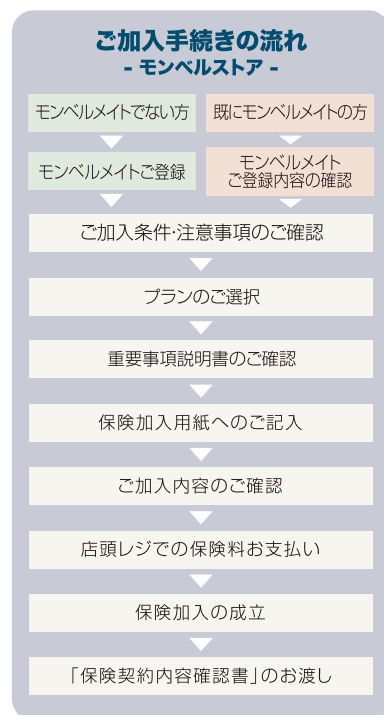 ご加入手続きの流れ
- モンベルストア -
モンベルメイトでない方
既にモンベルメイトの方
モンベルメイトご登録
モンベルメイト
ご登録内容の確認
ご加入条件・注意事項のご確認
プランのご選択
重要事項説明書のご確認
保険加入用紙へのご記入
ご加入内容のご確認
店頭レジでの保険料お支払い
保険加入の成立
「保険契約内容確認書」のお渡し